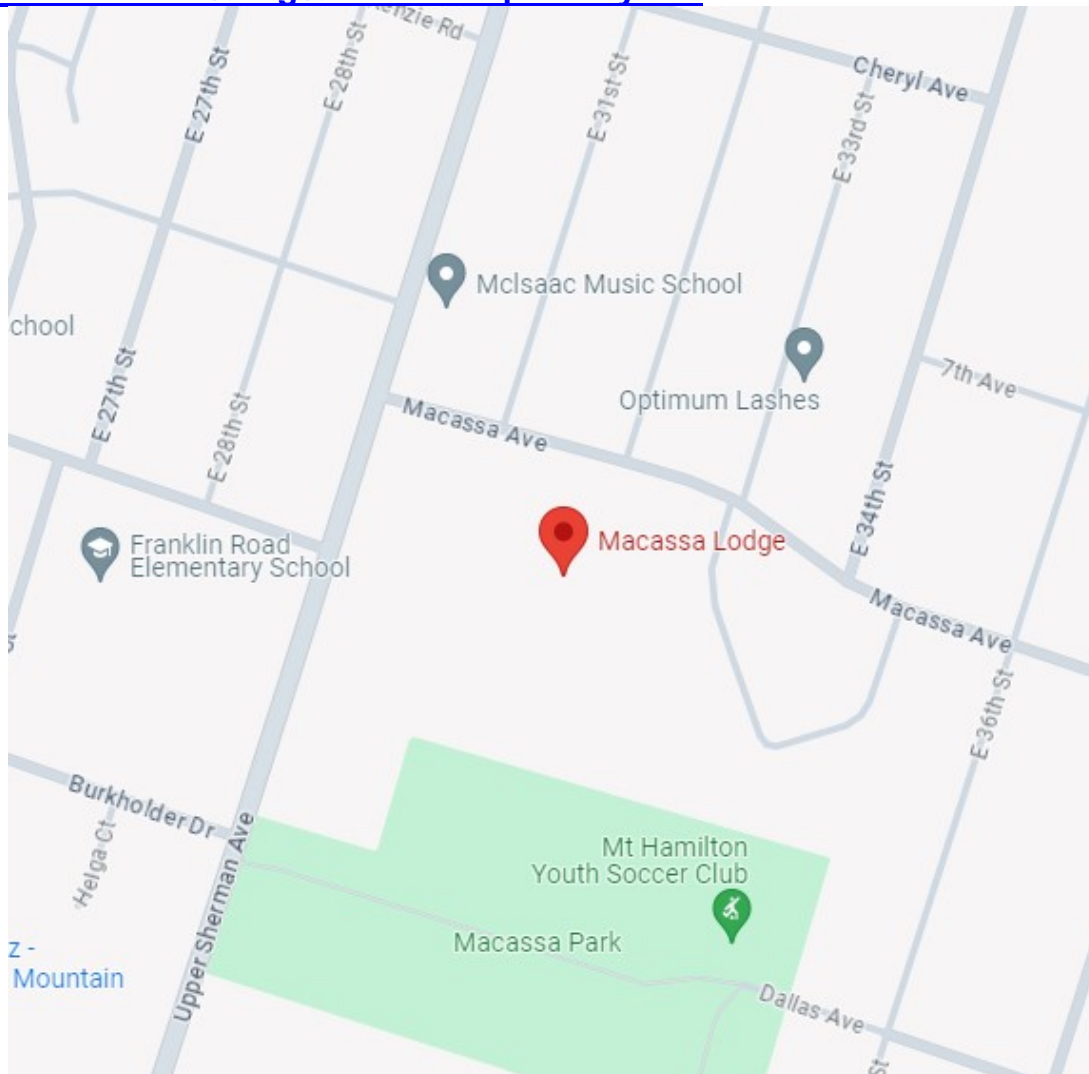 E 27th St
E 28th St
E 31st St
Cheryl Ave
E 33rd St
McIsaac Music School
chool
Optimum Lashes
7th Ave
E 27th St
E 28th St
Macassa Ave
E 34th St
Franklin Road
Elementary School
Macassa Lodge
Macassa Ave
E 36th St
Burkholder Dr
Helga Ct
Upper Sherman Ave
Mt Hamilton
Youth Soccer Club
Macassa Park
z -
Mountain
Dallas Ave
St